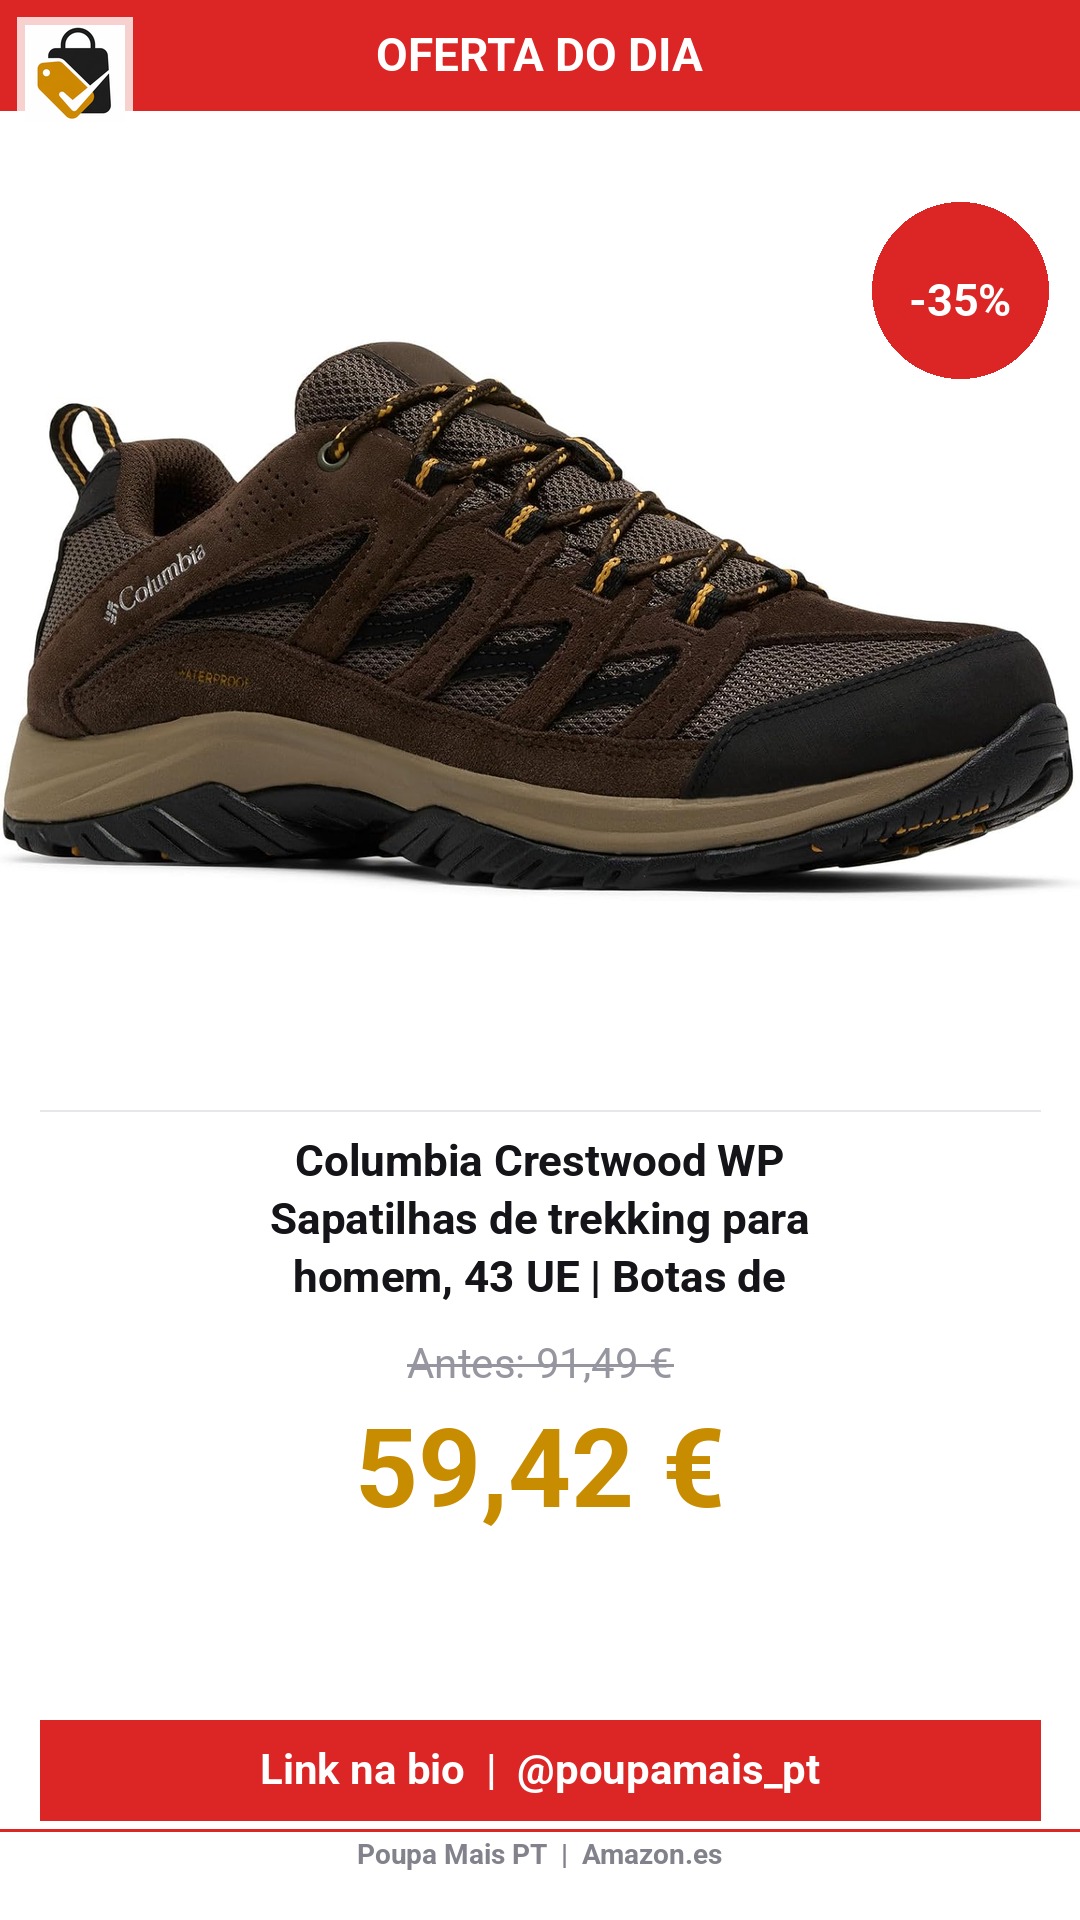 OFERTA DO DIA
-35%
Columbia
WATERPROOF
Columbia Crestwood WP
Sapatilhas de trekking para
homem, 43 UE | Botas de
Antes: 91,49 €
59,42 €
Link na bio | @poupamais_pt
Poupa Mais PT | Amazon.es